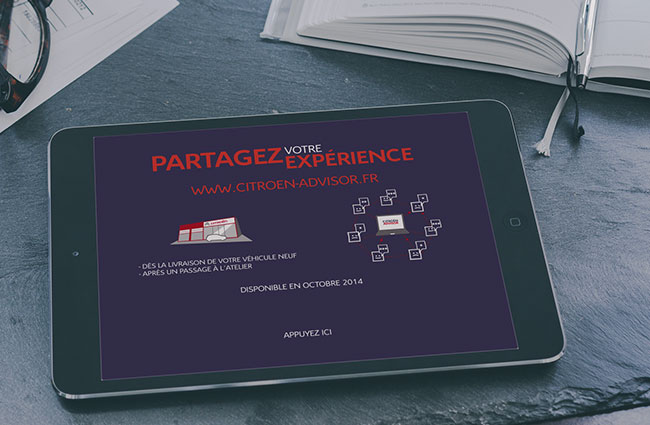 PARTAGEZ VOTRE EXPÉRIENCE
WWW.CITROEN-ADVISOR.FR
- DÈS LA LIVRAISON DE VOTRE VÉHICULE NEUF
- APRÈS UN PASSAGE À L'ATELIER
DISPONIBLE EN OCTOBRE 2014
APPUYEZ ICI